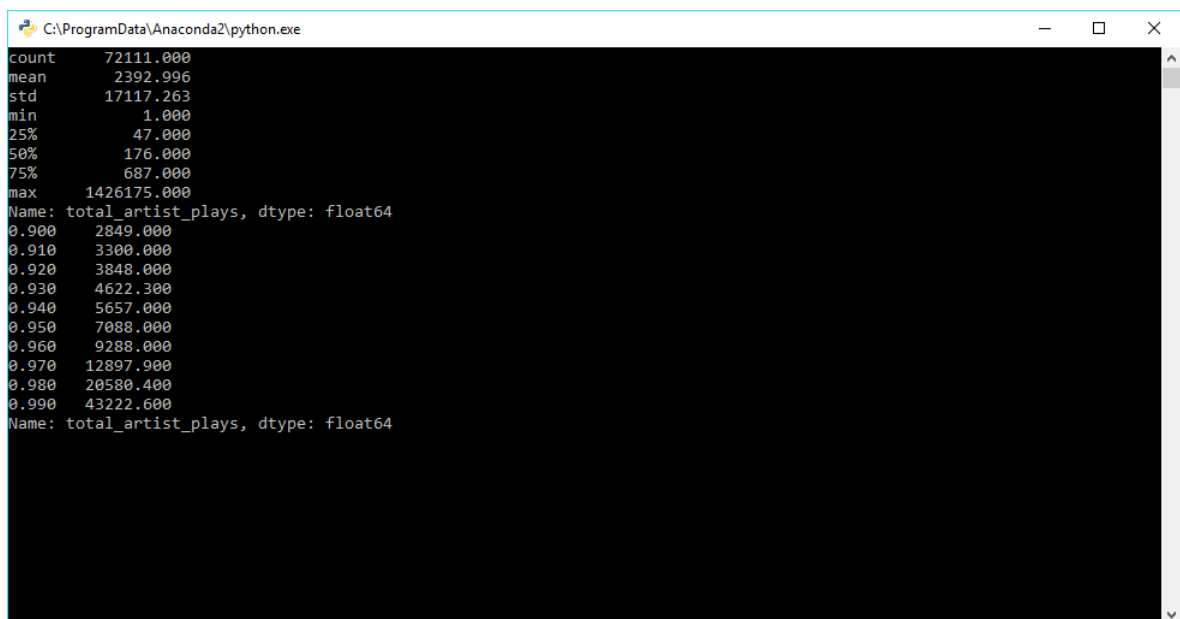 C:\ProgramData\Anaconda2\python.exe
count     72111.000
mean       2392.996
std       17117.263
min           1.000
25%          47.000
50%         176.000
75%         687.000
max     1426175.000
Name: total_artist_plays, dtype: float64
0.900    2849.000
0.910    3300.000
0.920    3848.000
0.930    4622.300
0.940    5657.000
0.950    7088.000
0.960    9288.000
0.970   12897.900
0.980   20580.400
0.990   43222.600
Name: total_artist_plays, dtype: float64